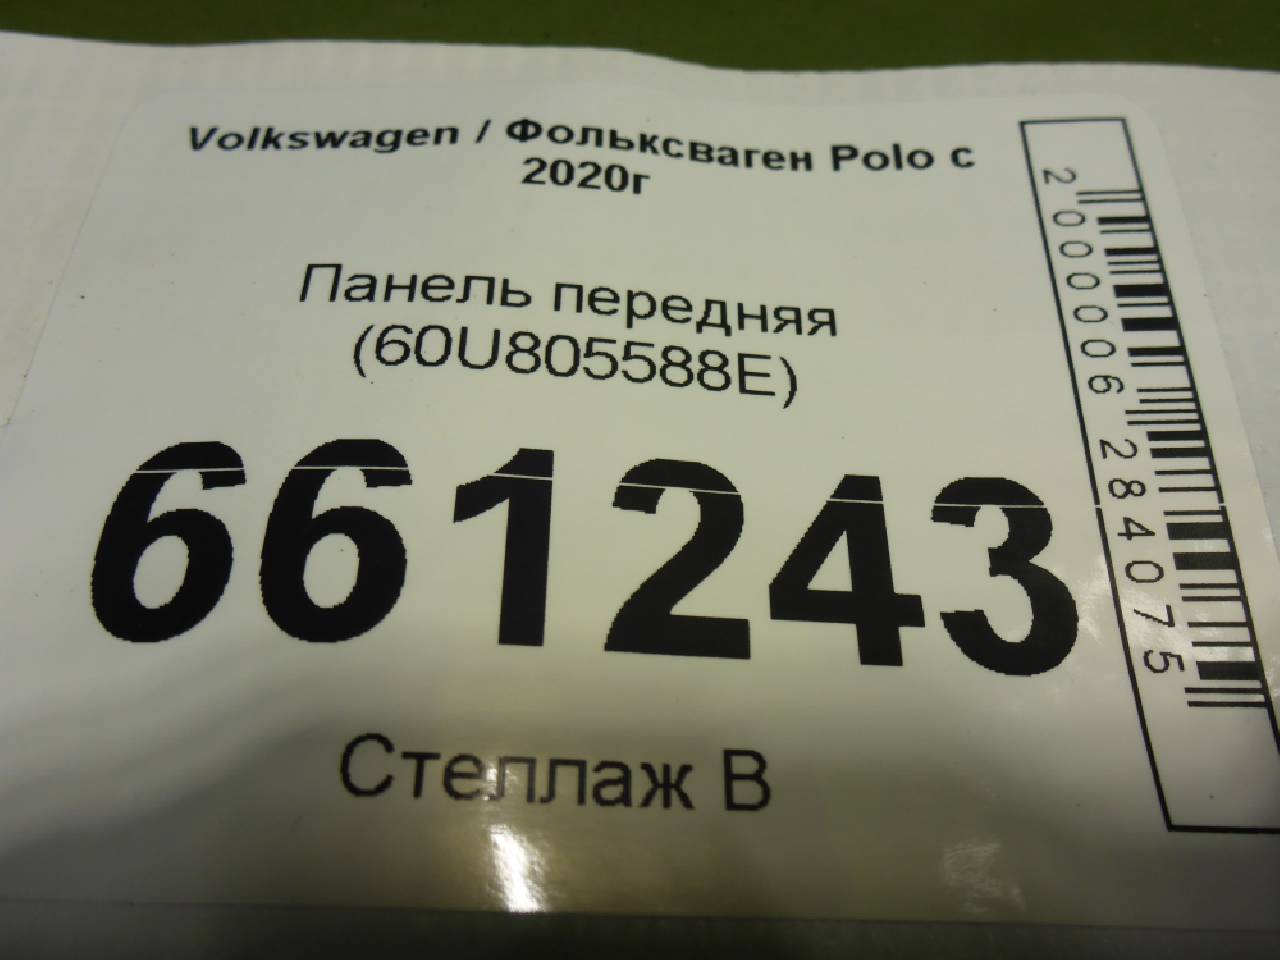 Volkswagen / Фольксваген Polo с
2020г
Панель передняя
(60U805588E)
661243
Стеллаж В
2000006284075